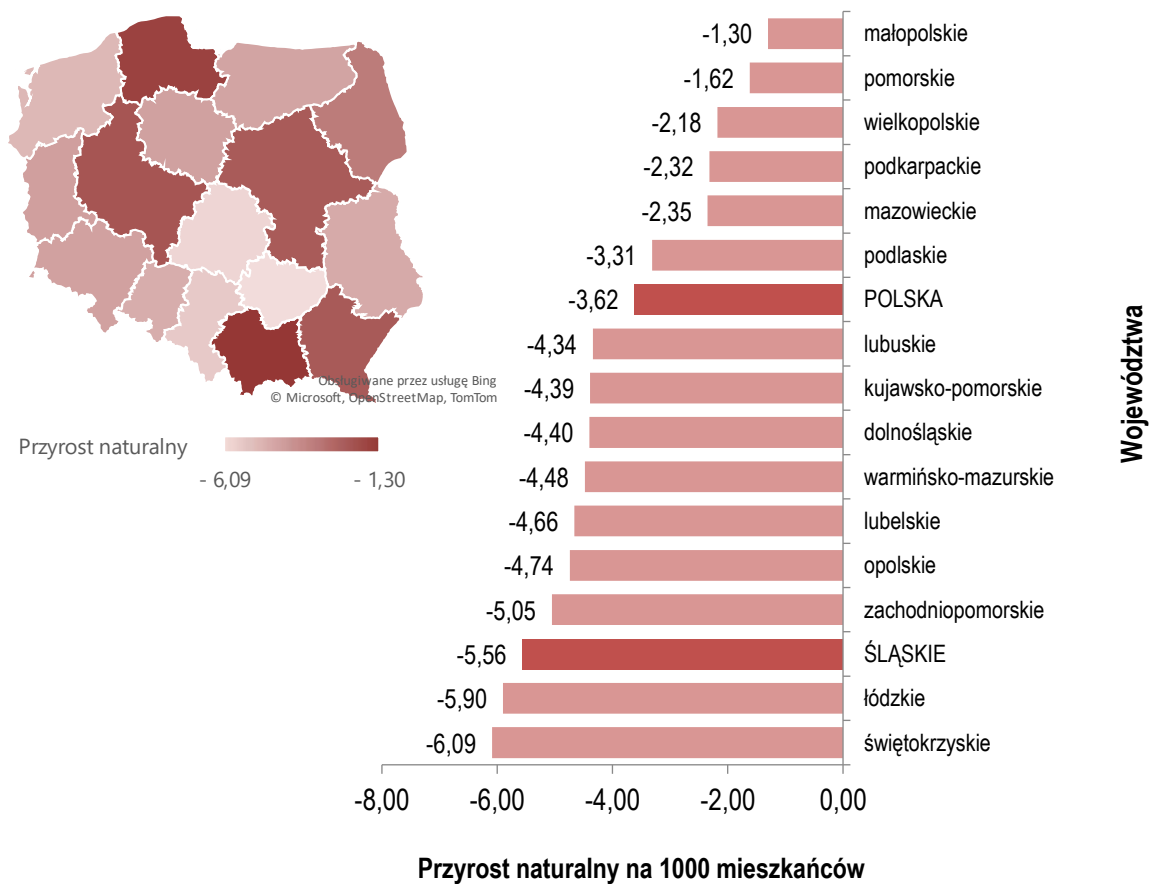 Obsługiwane przez usługę Bing
© Microsoft, OpenStreetMap, TomTom
Przyrost naturalny
- 6,09
- 1,30
-1,30 małopolskie
-1,62 pomorskie
-2,18 wielkopolskie
-2,32 podkarpackie
-2,35 mazowieckie
-3,31 podlaskie
-3,62 POLSKA
-4,34 lubuskie
-4,39 kujawsko-pomorskie
-4,40 dolnośląskie
-4,48 warmińsko-mazurskie
-4,66 lubelskie
-4,74 opolskie
-5,05 zachodniopomorskie
-5,56 ŚLĄSKIE
-5,90 łódzkie
-6,09 świętokrzyskie
-8,00 -6,00 -4,00 -2,00 0,00
Przyrost naturalny na 1000 mieszkańców
Województwa